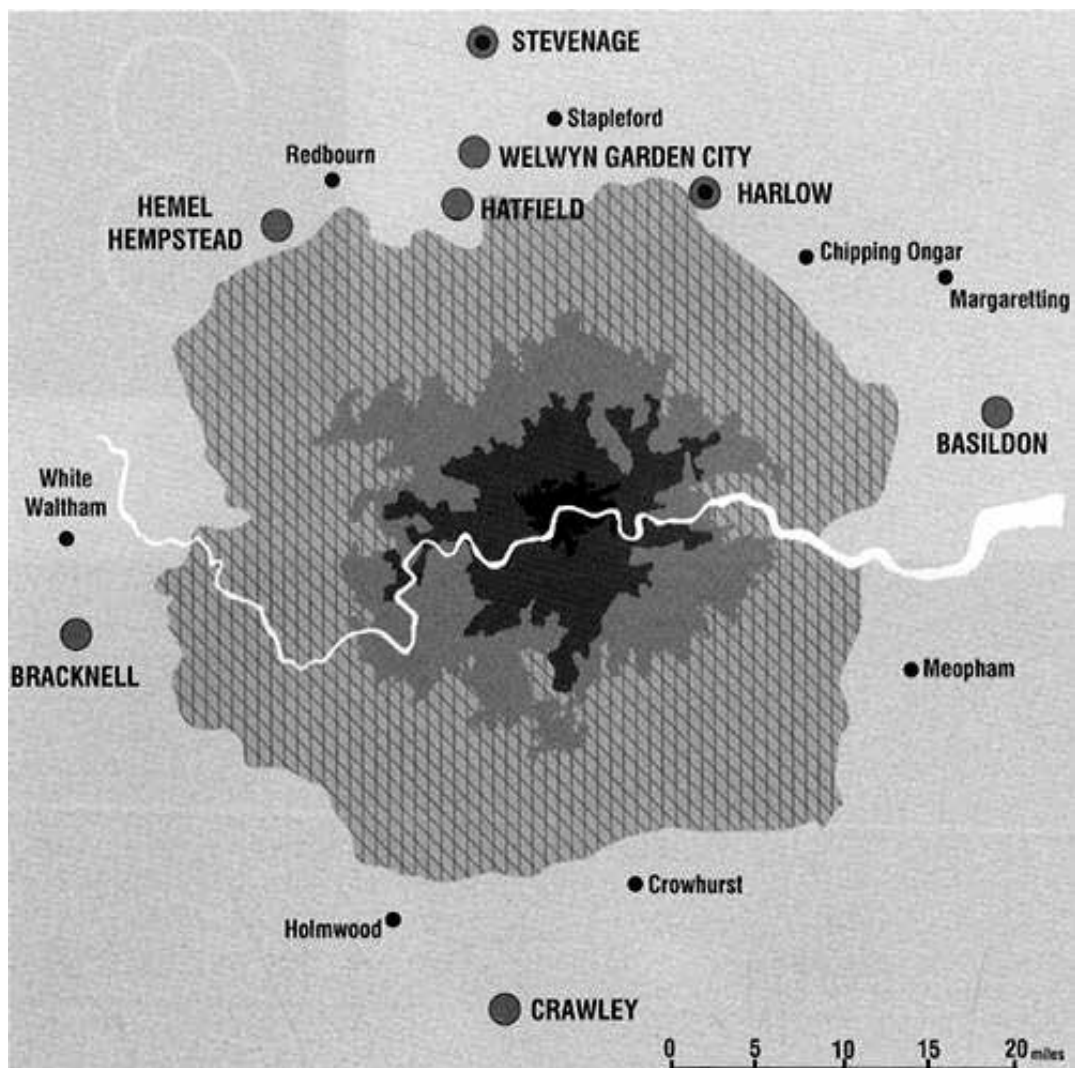 STEVENAGE
Stapleford
Redbourn
WELWYN GARDEN CITY
HEMEL
HEMPSTEAD
HATFIELD
HARLOW
Chipping Ongar
Margaretting
BASILDON
White
Waltham
BRACKNELL
Meopham
Crowhurst
Holmwood
CRAWLEY
0 5 10 15 20 miles